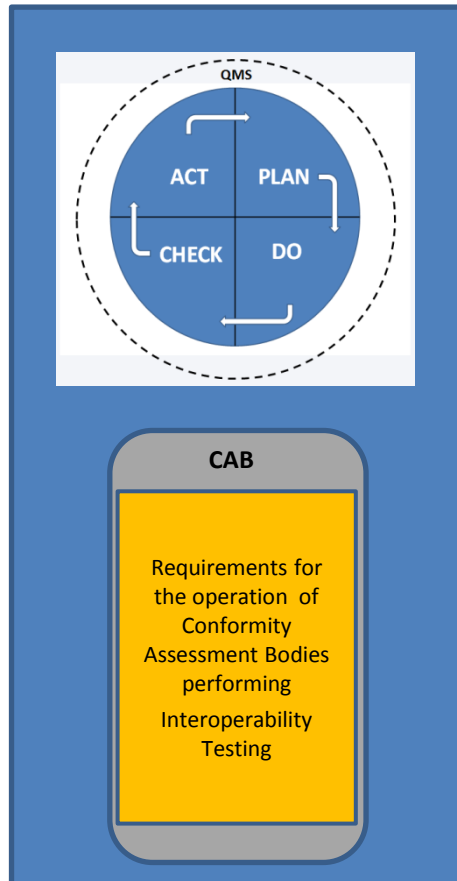 QMS
ACT
PLAN
CHECK
DO
CAB
Requirements for
the operation of
Conformity
Assessment Bodies
performing
Interoperability
Testing